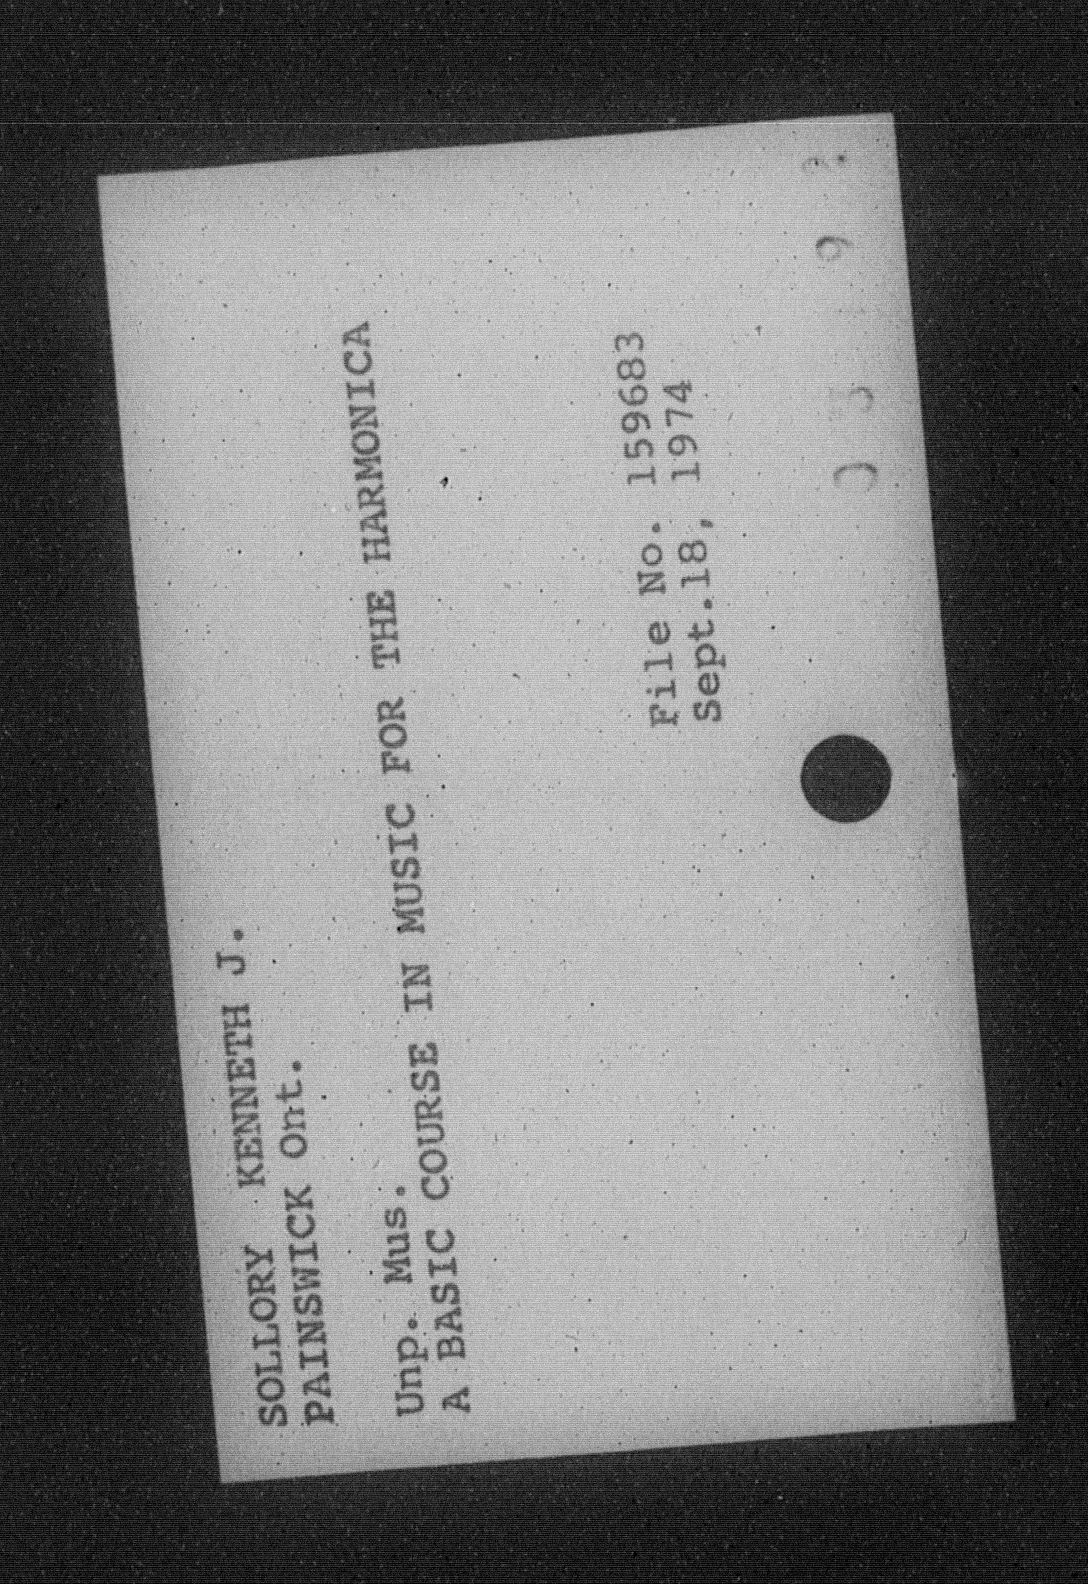 SOLLORY KENNETH J.
PAINSWICK Ont.
Unp. Mus.
A BASIC COURSE IN MUSIC FOR THE HARMONICA
File No. 159683
Sept.18, 1974